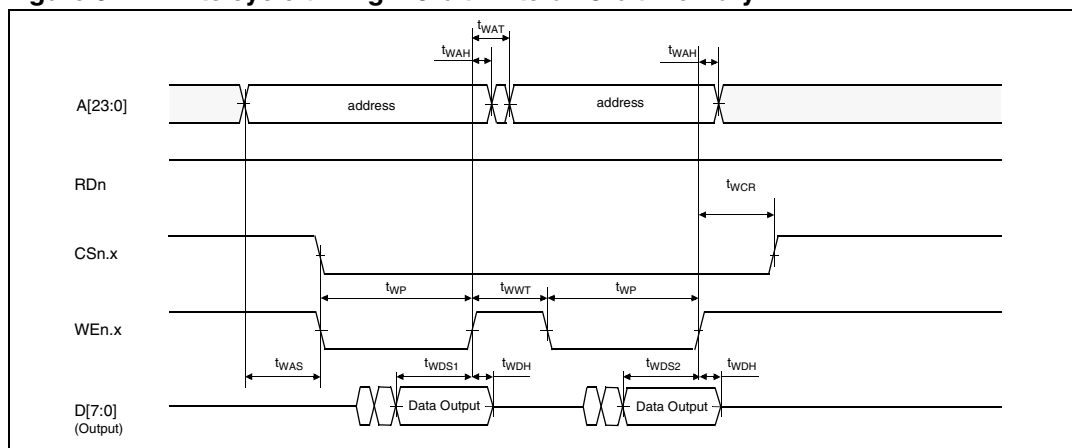 tWAT
tWAH
tWAH
A[23:0]
address
address
RDn
tWCR
CSn.x
tWP
tWWT
tWP
WEn.x
tWAS
tWDS1
tWDH
tWDS2
tWDH
D[7:0]
(Output)
Data Output
Data Output